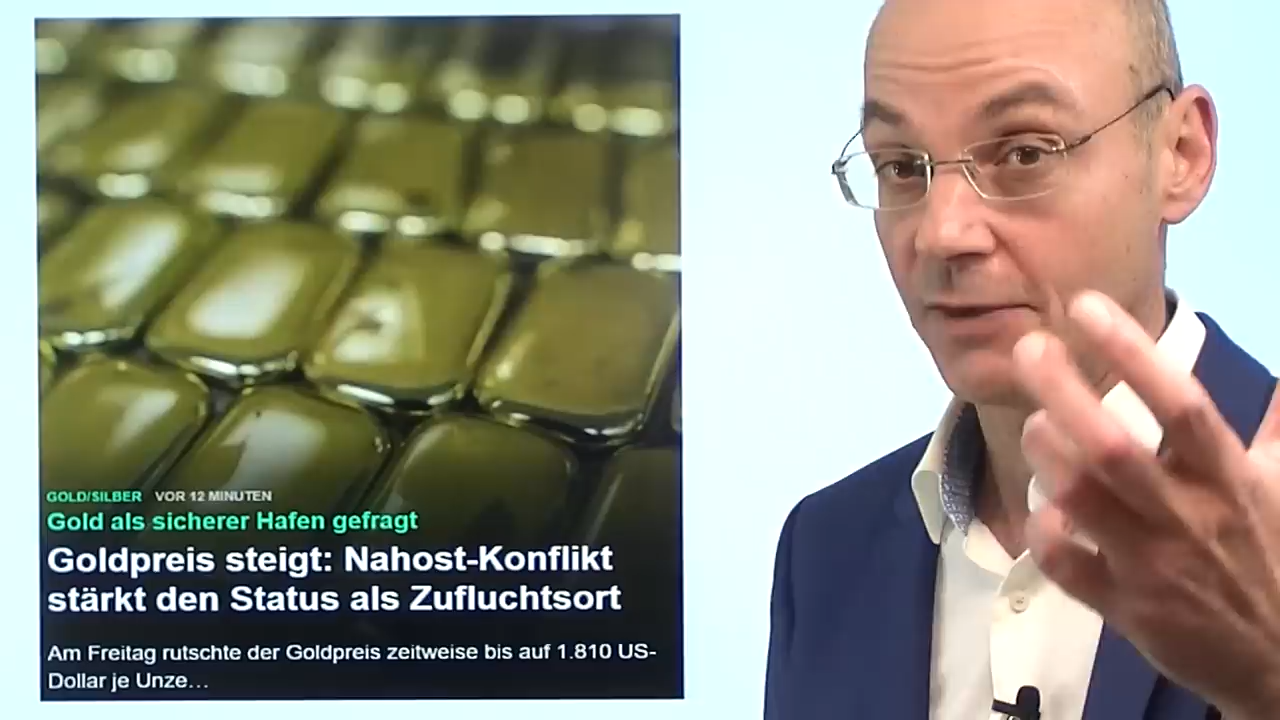 GOLD/SILBER VOR 12 MINUTEN
Gold als sicherer Hafen gefragt
Goldpreis steigt: Nahost-Konflikt
stärkt den Status als Zufluchtsort
Am Freitag rutschte der Goldpreis zeitweise bis auf 1.810 US-
Dollar je Unze…